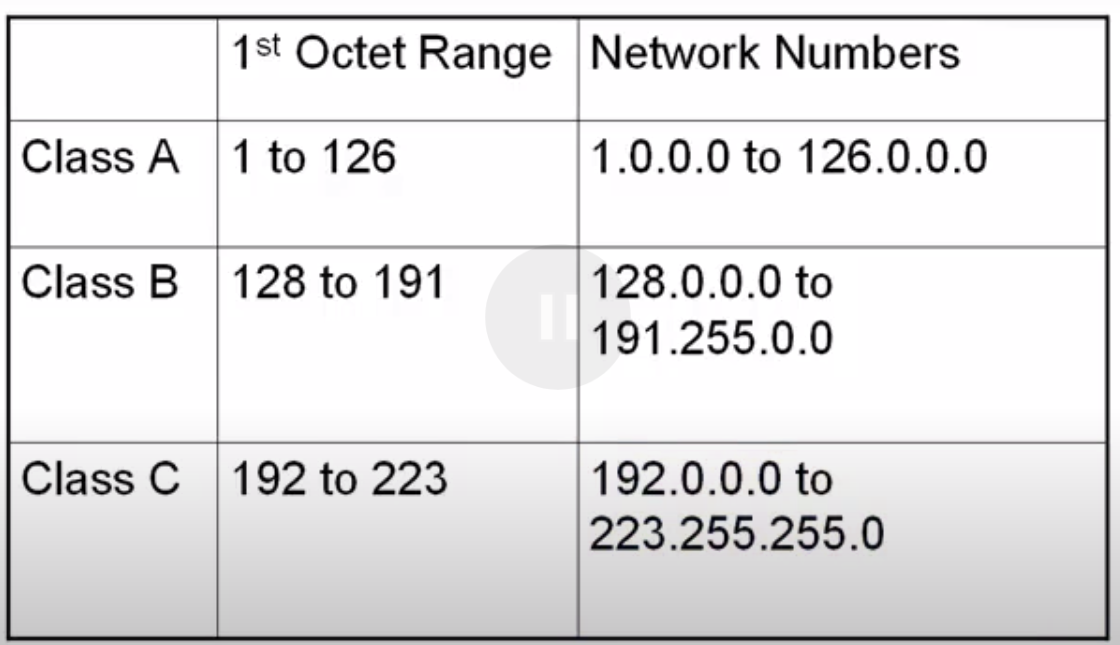 1st Octet Range Network Numbers
Class A 1 to 126 1.0.0.0 to 126.0.0.0
Class B 128 to 191 128.0.0.0 to
191.255.0.0
Class C 192 to 223 192.0.0.0 to
223.255.255.0